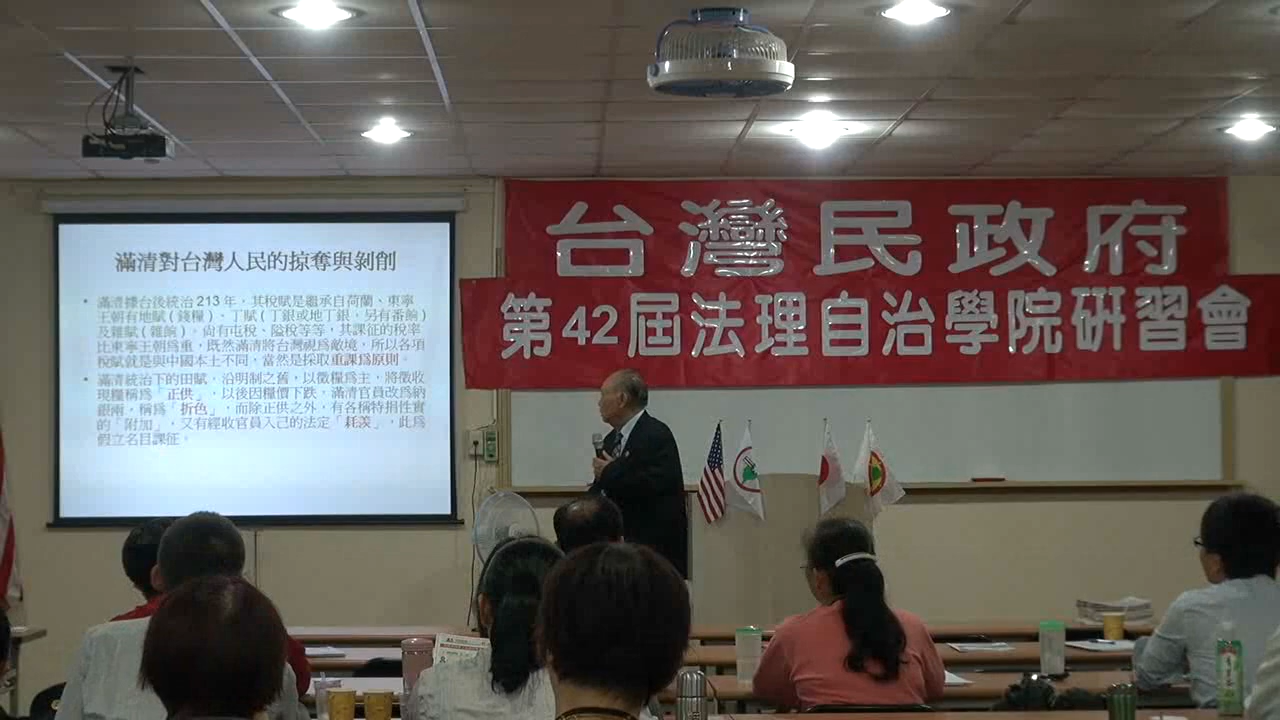 台灣民政府
第42屆法理自治學院研習會
滿清對台灣人民的掠奪與剝削
• 滿清據台後統治213年，其稅賦是繼承自荷蘭、東寧
王朝有地賦(錢糧)、丁賦(丁銀或地丁銀。另有番餉)
及雜賦(雜餉)。尚有屯稅、隘稅等等，其課征的稅率
比東寧王朝爲重，既然滿清將台灣視爲敵境，所以各項
稅賦就是與中國本土不同，當然是採取重課爲原則。
• 滿清統治下的田賦，沿明制之舊，以徵糧爲主，將徵收
現糧稱爲「正供」，以後因糧價下跌，滿清官員改爲納
銀兩，稱爲「折色」，而除正供之外，有各稱特捐性實
的「附加」，又有經收官員入己的法定「耗羨」，此爲
假立名目課征。